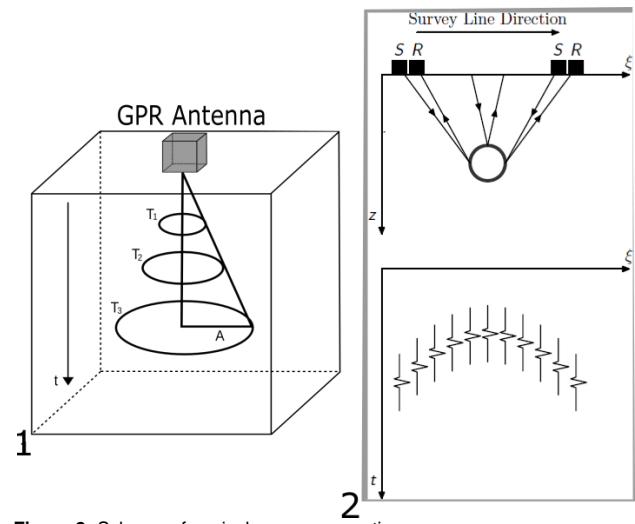 GPR Antenna
T1
T2
T3
A
t
1
Survey Line Direction
S R
S R
ξ
z
ξ
t
2